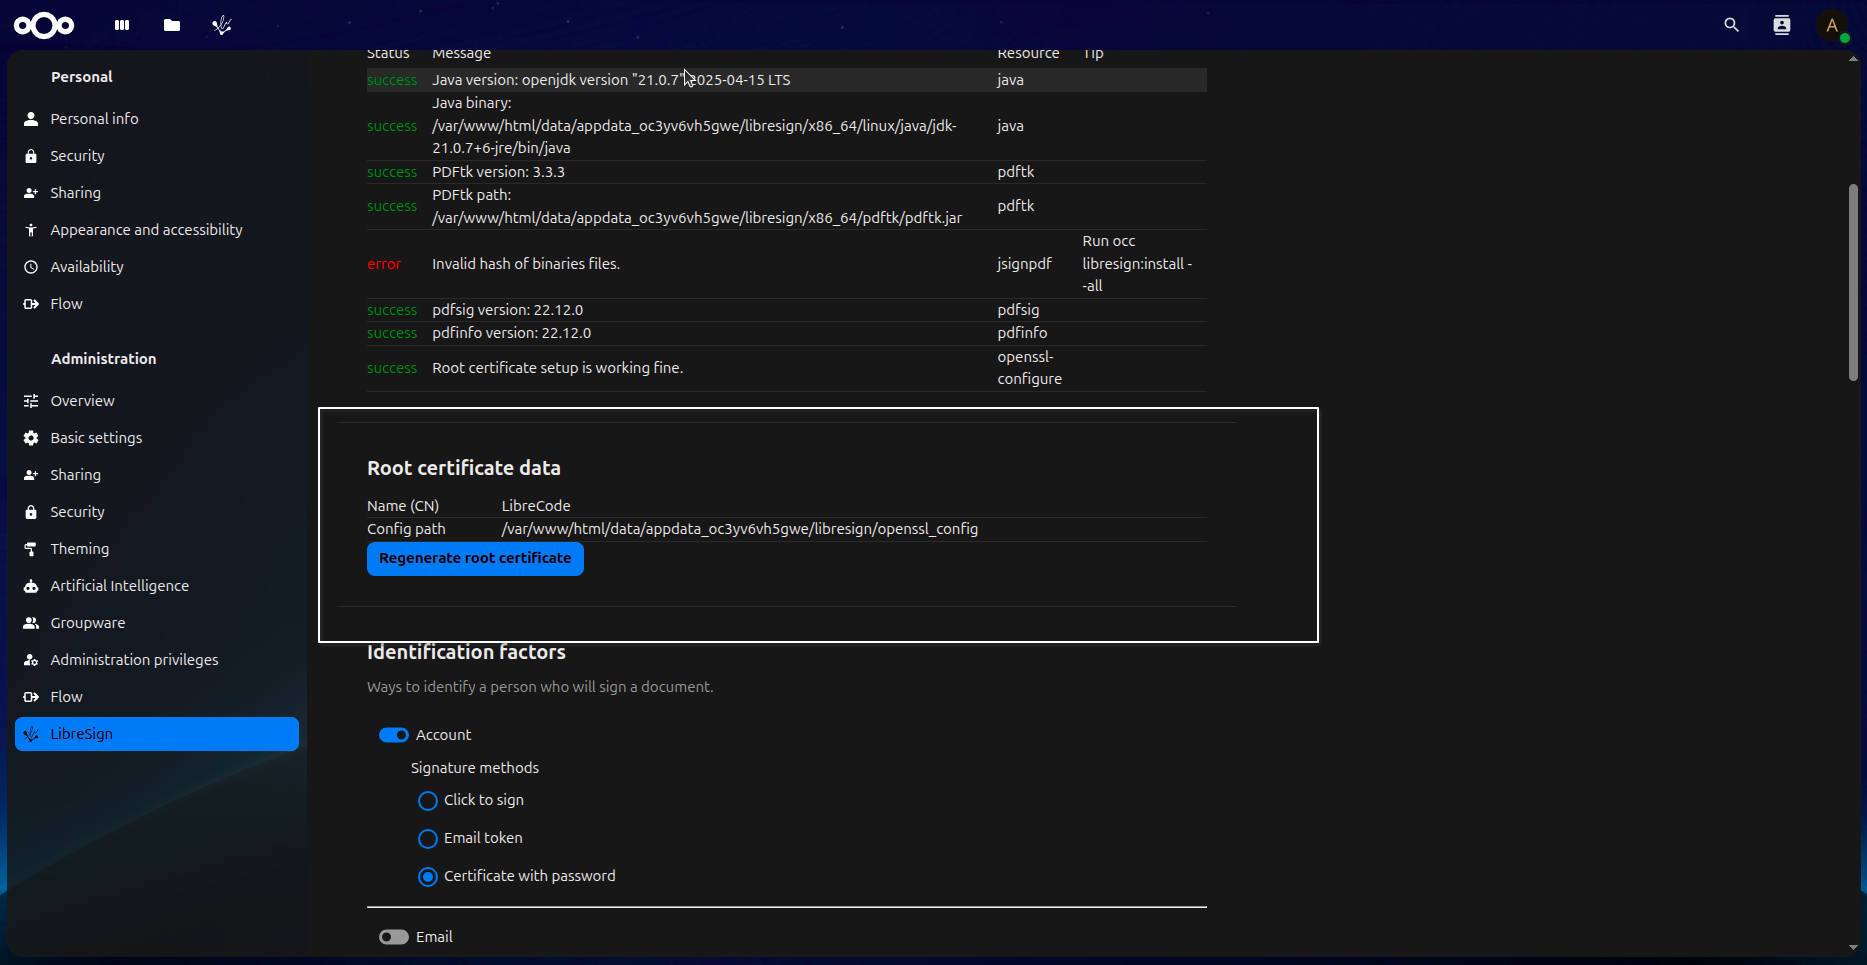 A
Personal
Personal info
Security
Sharing
Appearance and accessibility
Availability
Flow
Administration
Overview
Basic settings
Sharing
Security
Theming
Artificial Intelligence
Groupware
Administration privileges
Flow
LibreSign
Status Message Resource Tip
success Java version: openjdk version "21.0.7" 2025-04-15 LTS java
Java binary:
success /var/www/html/data/appdata_oc3yv6vh5gwe/libresign/x86_64/linux/java/jdk- java
21.0.7+6-jre/bin/java
success PDFtk version: 3.3.3 pdftk
PDFtk path:
success /var/www/html/data/appdata_oc3yv6vh5gwe/libresign/x86_64/pdftk/pdftk.jar pdftk
Run occ
error Invalid hash of binaries files. jsignpdf libresign:install -
-all
success pdfsig version: 22.12.0 pdfsig
success pdfinfo version: 22.12.0 pdfinfo
success Root certificate setup is working fine. openssl-
configure
Root certificate data
Name (CN) LibreCode
Config path /var/www/html/data/appdata_oc3yv6vh5gwe/libresign/openssl_config
Regenerate root certificate
Identification factors
Ways to identify a person who will sign a document.
Account
Signature methods
Click to sign
Email token
Certificate with password
Email